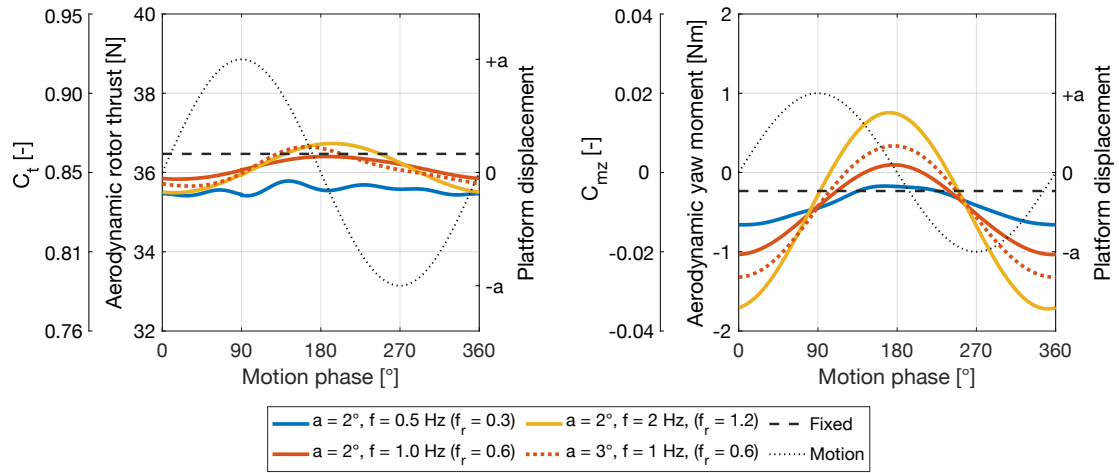 0.95
0.90
0.85
0.81
0.76
C_t [-]
40
38
36
34
32
Aerodynamic rotor thrust [N]
+a
0
-a
Platform displacement
0 90 180 270 360
Motion phase [°]
0.04
0.02
0
-0.02
-0.04
C_mz [-]
2
1
0
-1
-2
Aerodynamic yaw moment [Nm]
+a
0
-a
Platform displacement
0 90 180 270 360
Motion phase [°]
a = 2°, f = 0.5 Hz (f_r = 0.3) a = 2°, f = 2 Hz, (f_r = 1.2) Fixed
a = 2°, f = 1.0 Hz (f_r = 0.6) a = 3°, f = 1 Hz, (f_r = 0.6) Motion